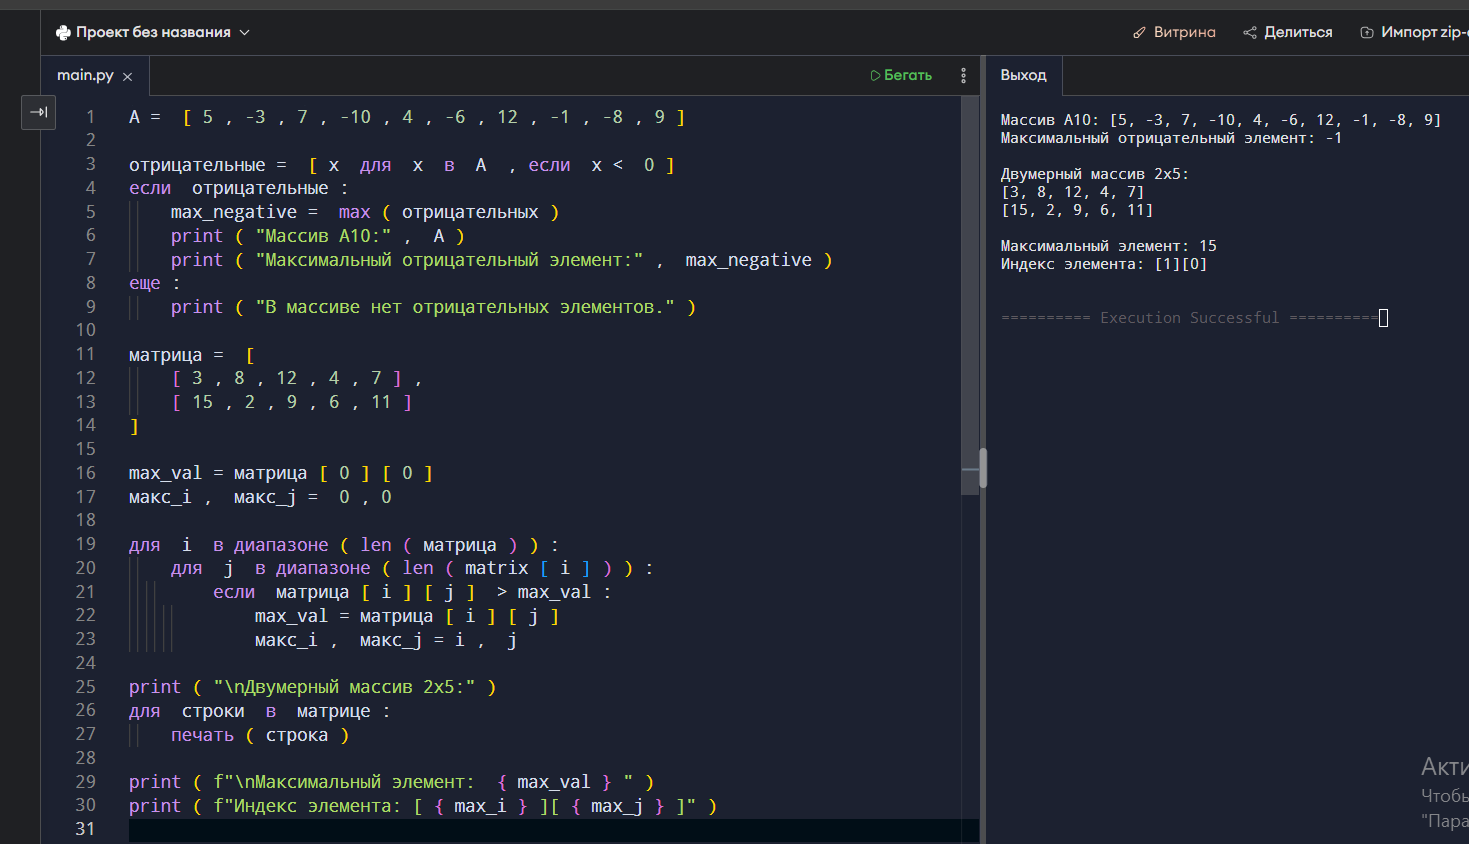 Проект без названия
Витрина
Делиться
Импорт zip-
main.py ×
Бегать
Выход
1 A = [ 5 , -3 , 7 , -10 , 4 , -6 , 12 , -1 , -8 , 9 ]
2
3 отрицательные = [ x для x в A , если x < 0 ]
4 если отрицательные :
5 max_negative = max ( отрицательных )
6 print ( "Массив A10:" , A )
7 print ( "Максимальный отрицательный элемент:" , max_negative )
8 еще :
9 print ( "В массиве нет отрицательных элементов." )
10
11 матрица = [
12 [ 3 , 8 , 12 , 4 , 7 ] ,
13 [ 15 , 2 , 9 , 6 , 11 ]
14 ]
15
16 max_val = матрица [ 0 ] [ 0 ]
17 макс_i , макс_j = 0 , 0
18
19 для i в диапазоне ( len ( матрица ) ) :
20 для j в диапазоне ( len ( matrix [ i ] ) ) :
21 если матрица [ i ] [ j ] > max_val :
22 max_val = матрица [ i ] [ j ]
23 макс_i , макс_j = i , j
24
25 print ( "\nДвумерный массив 2x5:" )
26 для строки в матрице :
27 печать ( строка )
28
29 print ( f"\nМаксимальный элемент: { max_val } " )
30 print ( f"Индекс элемента: [ { max_i } ][ { max_j } ]" )
31
Массив A10: [5, -3, 7, -10, 4, -6, 12, -1, -8, 9]
Максимальный отрицательный элемент: -1
Двумерный массив 2x5:
[3, 8, 12, 4, 7]
[15, 2, 9, 6, 11]
Максимальный элемент: 15
Индекс элемента: [1][0]
========== Execution Successful ==========
Акти
Чтобы
"Пара